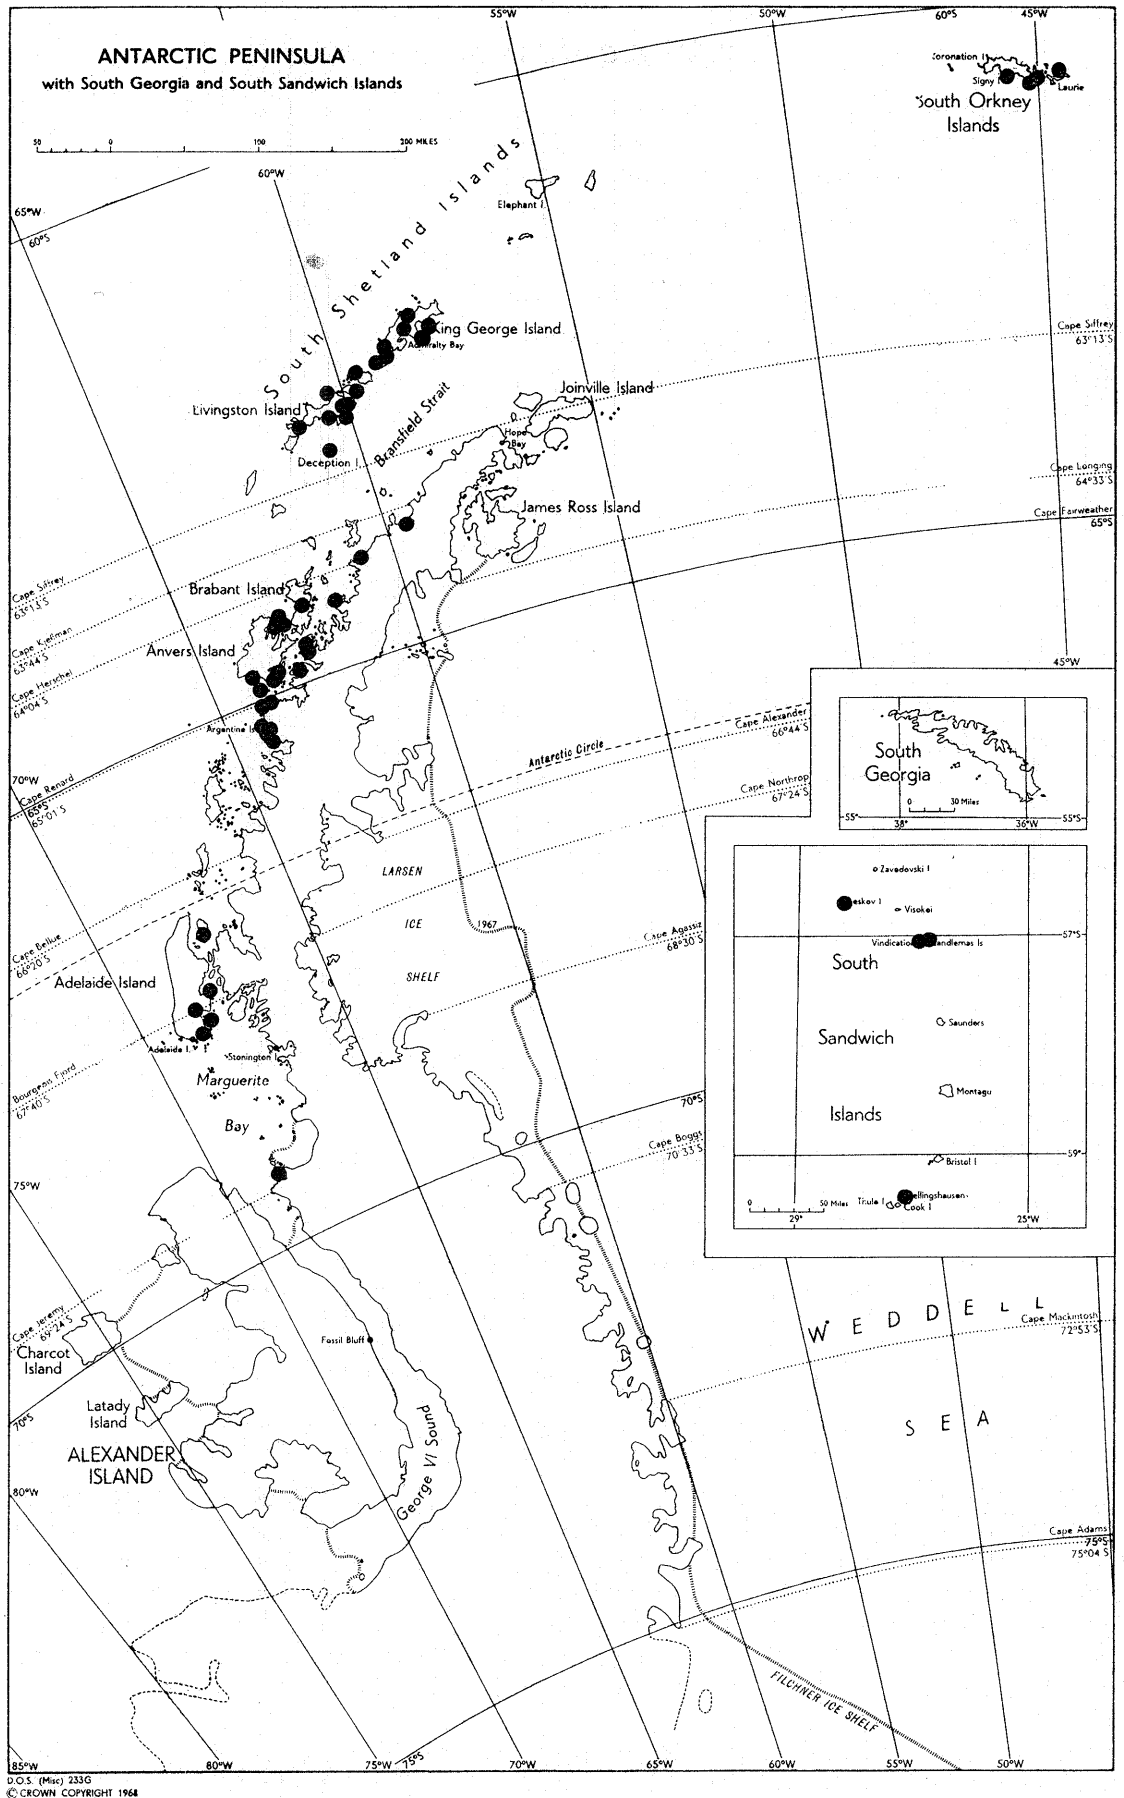 55°W
50°W
60°S
45°W
ANTARCTIC PENINSULA
with South Georgia and South Sandwich Islands
50 0 100 200 MILES
Coronation I
Signy I
Laurie
South Orkney
Islands
60°W
65°W
60°S
South Shetland Islands
Elephant I.
King George Island
Admiralty Bay
Cape Siffrey
63°13'S
Joinville Island
Livingston Island
Bransfield Strait
Hope
Bay
Deception I.
Cape Longing
64°33'S
James Ross Island
Cape Fairweather
65°S
Cape Siffrey
63°13'S
Brabant Island
Cape Kjellman
63°44'S
Anvers Island
Cape Herschel
64°04'S
45°W
Argentine Is
Cape Alexander
66°44'S
Antarctic Circle
70°W
Cape Renard
65°S
65°01'S
Cape Northrop
67°24'S
South
Georgia
0 30 Miles
55°
55°S
38°
36°W
LARSEN
ICE
SHELF
1967
Cape Agassiz
68°30'S
Cape Bellue
66°20'S
Adelaide Island
Adelaide I.
Stonington I.
Marguerite
Bay
Bourgeois Fjord
67°40'S
70°S
Cape Boggs
70°33'S
Zavodovski I
Leskov I
Visokoi
57°S
Vindication
Candlemas Is
South
Sandwich
Islands
Saunders
Montagu
59°
Bristol I
0 50 Miles
Thule I
Bellingshausen
Cook I
29°
25°W
75°W
Cape Jeremy
69°24'S
Charcot
Island
Fossil Bluff
Latady
Island
70°S
ALEXANDER
ISLAND
George VI Sound
WEDDELL
SEA
Cape Mackintosh
72°53'S
80°W
Cape Adams
75°S
75°04'S
FILCHNER ICE SHELF
85°W
80°W
75°W
75°S
70°W
65°W
60°W
55°W
50°W
D.O.S. (Misc) 233G
© CROWN COPYRIGHT 1968